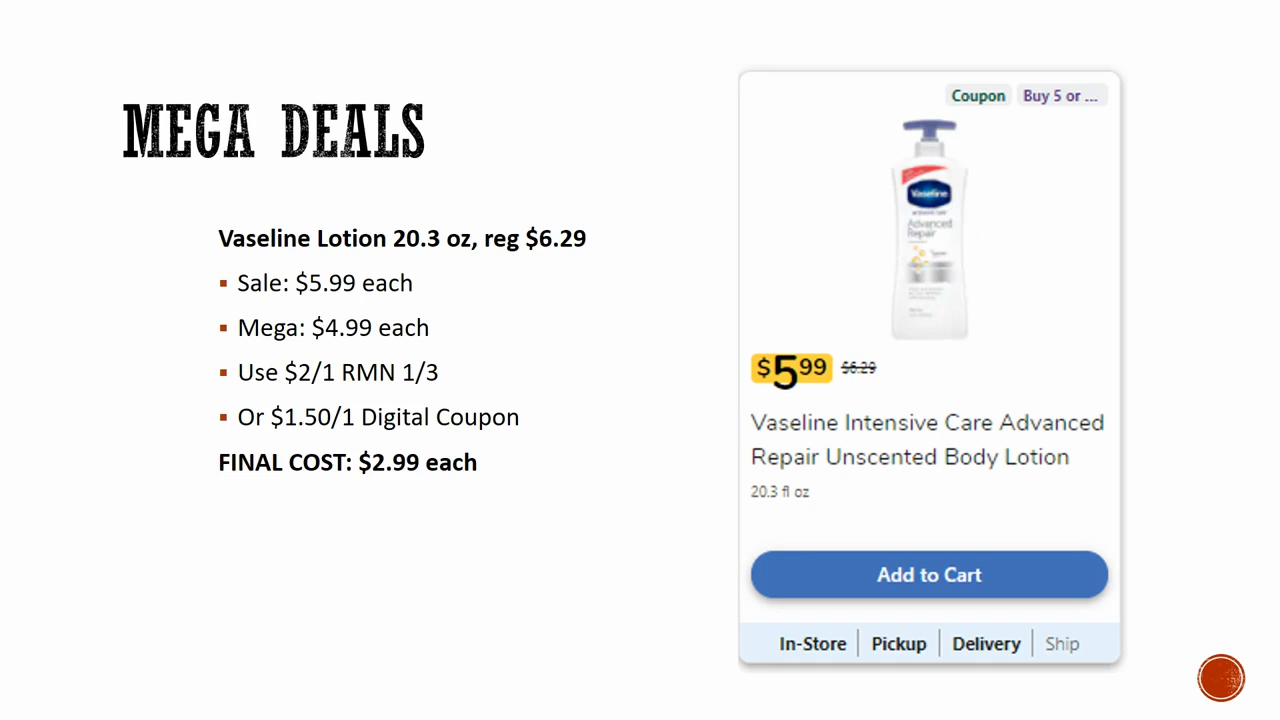 MEGA DEALS
Vaseline Lotion 20.3 oz, reg $6.29
Sale: $5.99 each
Mega: $4.99 each
Use $2/1 RMN 1/3
Or $1.50/1 Digital Coupon
FINAL COST: $2.99 each
Coupon Buy 5 or ...
Vaseline
Advanced
Repair
$5.99 $6.29
Vaseline Intensive Care Advanced
Repair Unscented Body Lotion
20.3 fl oz
Add to Cart
In-Store Pickup Delivery Ship